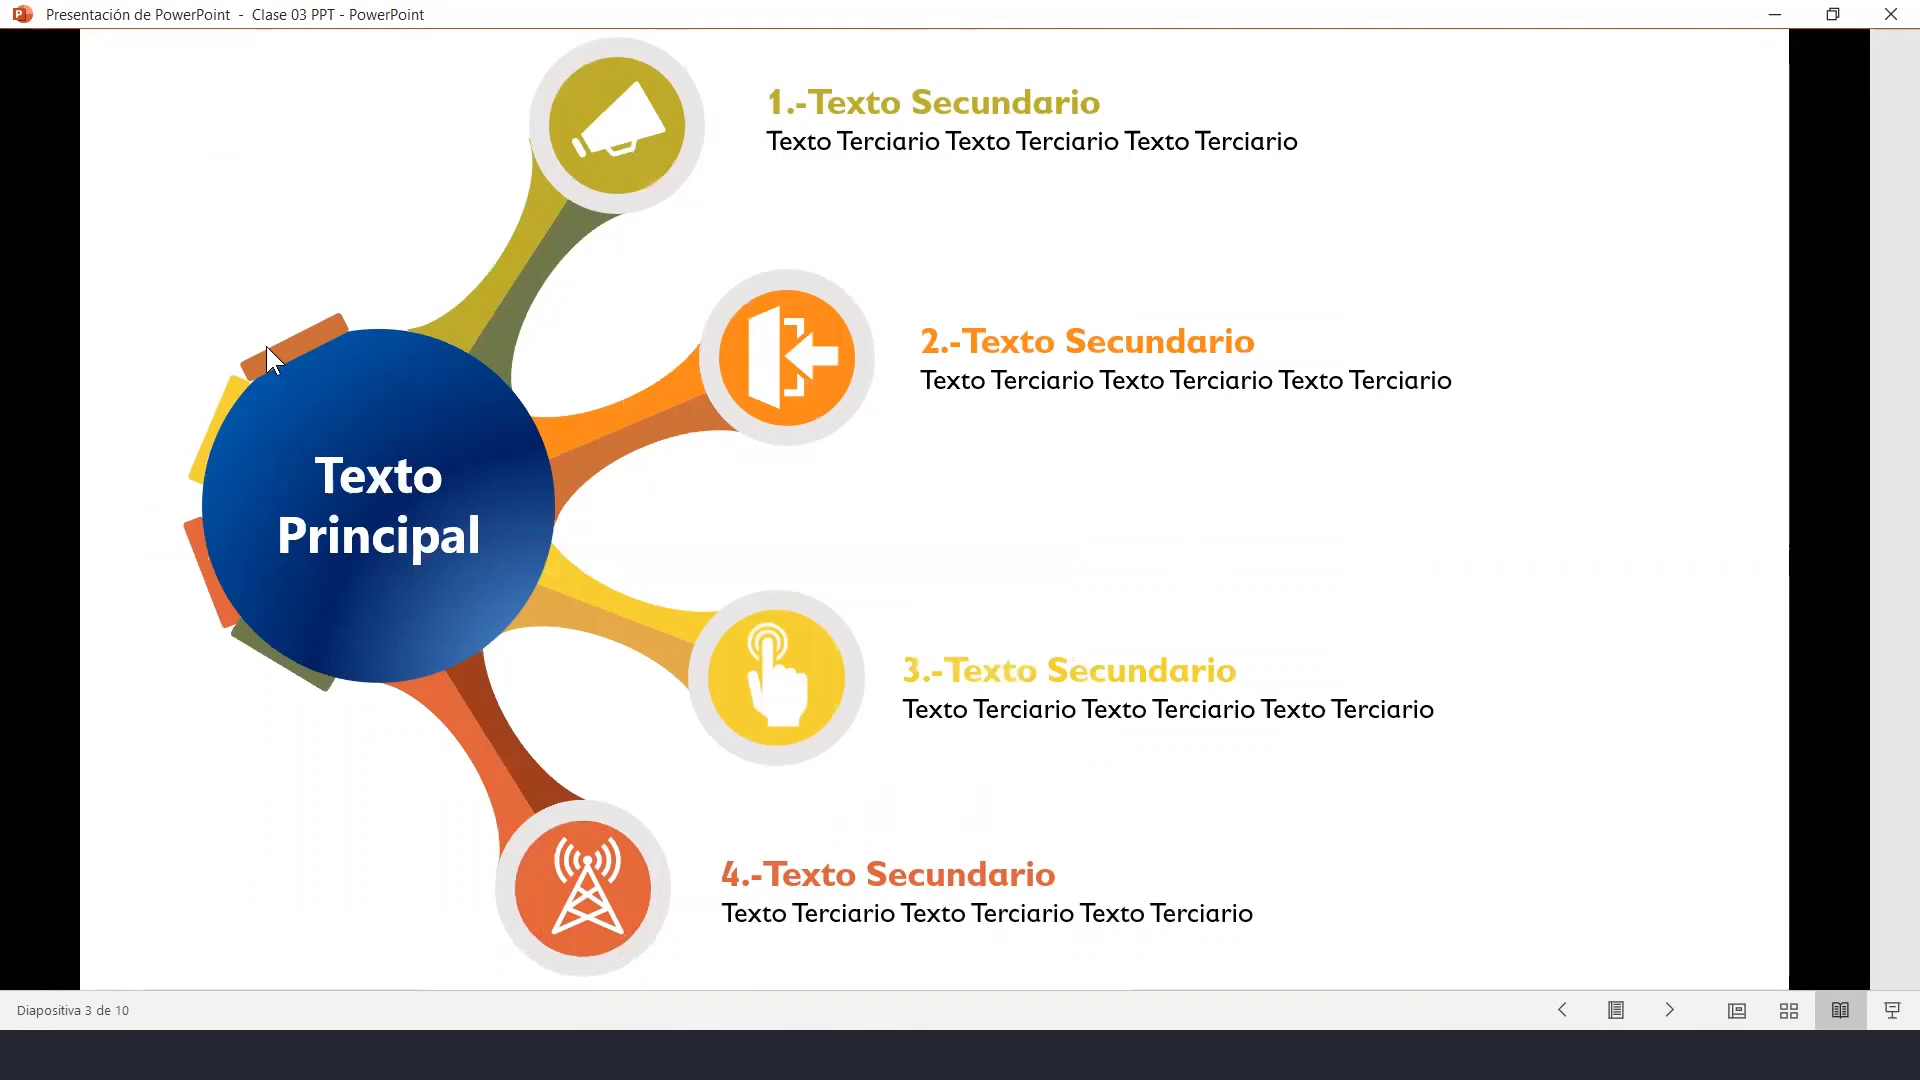 Presentación de PowerPoint - Clase 03 PPT - PowerPoint
1.-Texto Secundario
Texto Terciario Texto Terciario Texto Terciario
2.-Texto Secundario
Texto Terciario Texto Terciario Texto Terciario
Texto
Principal
3.-Texto Secundario
Texto Terciario Texto Terciario Texto Terciario
4.-Texto Secundario
Texto Terciario Texto Terciario Texto Terciario
Diapositiva 3 de 10